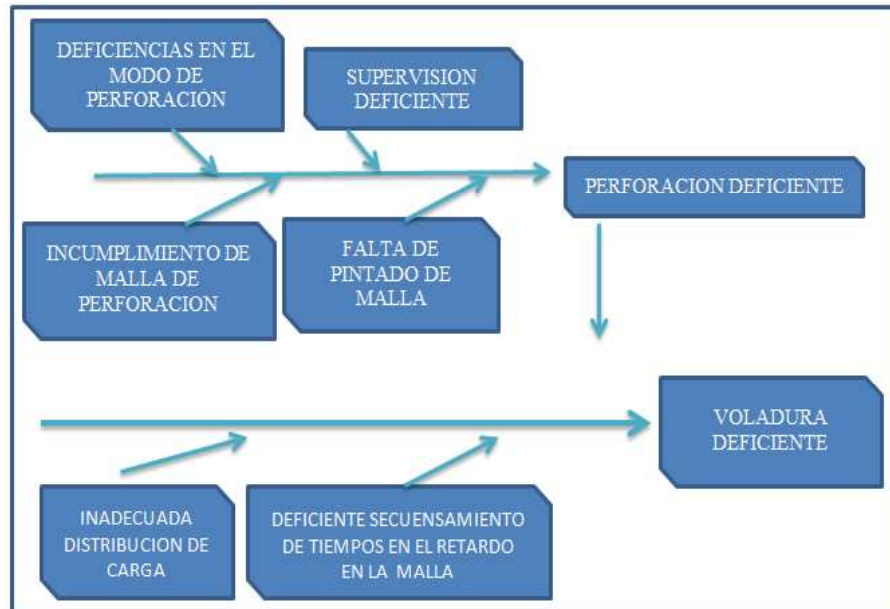 DEFICIENCIAS EN EL
MODO DE
PERFORACIÓN
SUPERVISION
DEFICIENTE
PERFORACION DEFICIENTE
INCUMPLIMIENTO DE
MALLA DE
PERFORACION
FALTA DE
PINTADO DE
MALLA
VOLADURA
DEFICIENTE
INADECUADA
DISTRIBUCION DE
CARGA
DEFICIENTE SECUENSAMIENTO
DE TIEMPOS EN EL RETARDO
EN LA MALLA